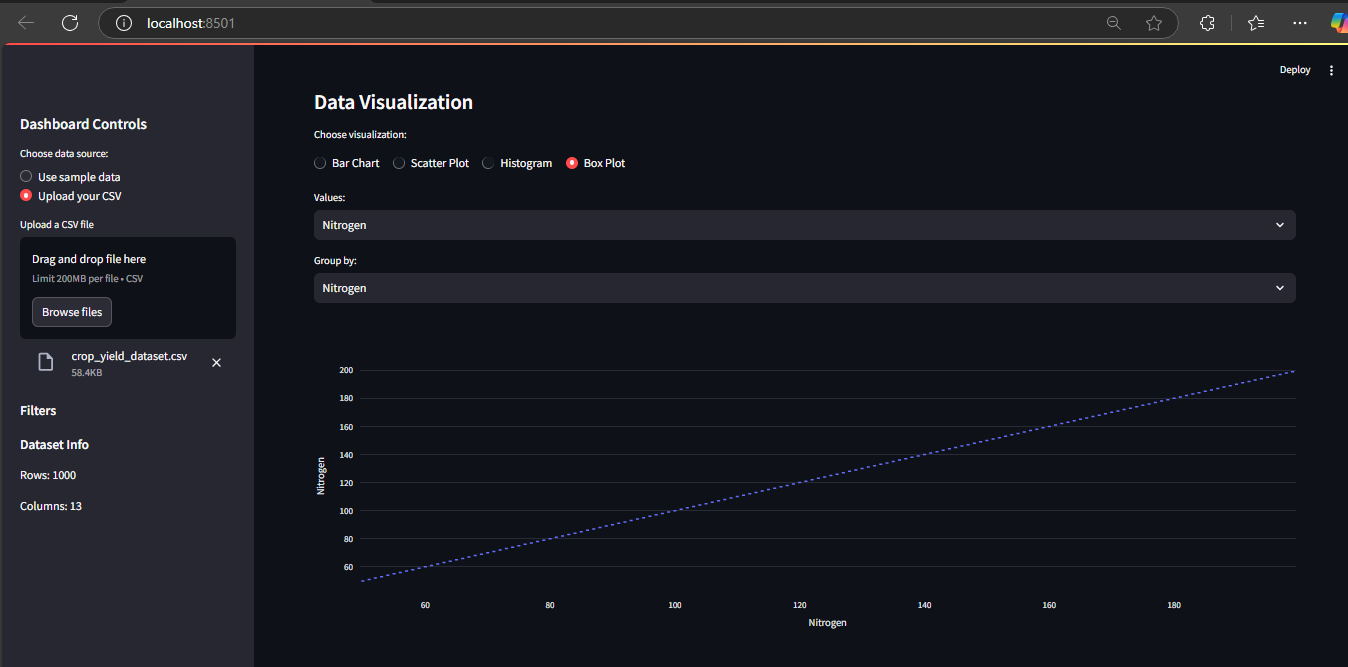 localhost:8501
Deploy
Dashboard Controls
Choose data source:
Use sample data
Upload your CSV
Upload a CSV file
Drag and drop file here
Limit 200MB per file • CSV
Browse files
crop_yield_dataset.csv
58.4KB
Filters
Dataset Info
Rows: 1000
Columns: 13
Data Visualization
Choose visualization:
Bar Chart Scatter Plot Histogram Box Plot
Values:
Nitrogen
Group by:
Nitrogen
200
180
160
140
120
100
80
60
Nitrogen
60 80 100 120 140 160 180
Nitrogen